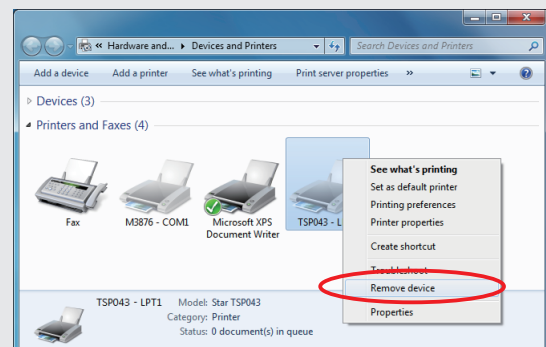 « Hardware and... ▸ Devices and Printers
Search Devices and Printers
Add a device Add a printer See what's printing Print server properties »
Devices (3)
Printers and Faxes (4)
See what's printing
Set as default printer
Printing preferences
Printer properties
Create shortcut
Troubleshoot
Remove device
Properties
Fax
M3876 - COM1
Microsoft XPS
Document Writer
TSP043 - L
TSP043 - LPT1 Model: Star TSP043
Category: Printer
Status: 0 document(s) in queue